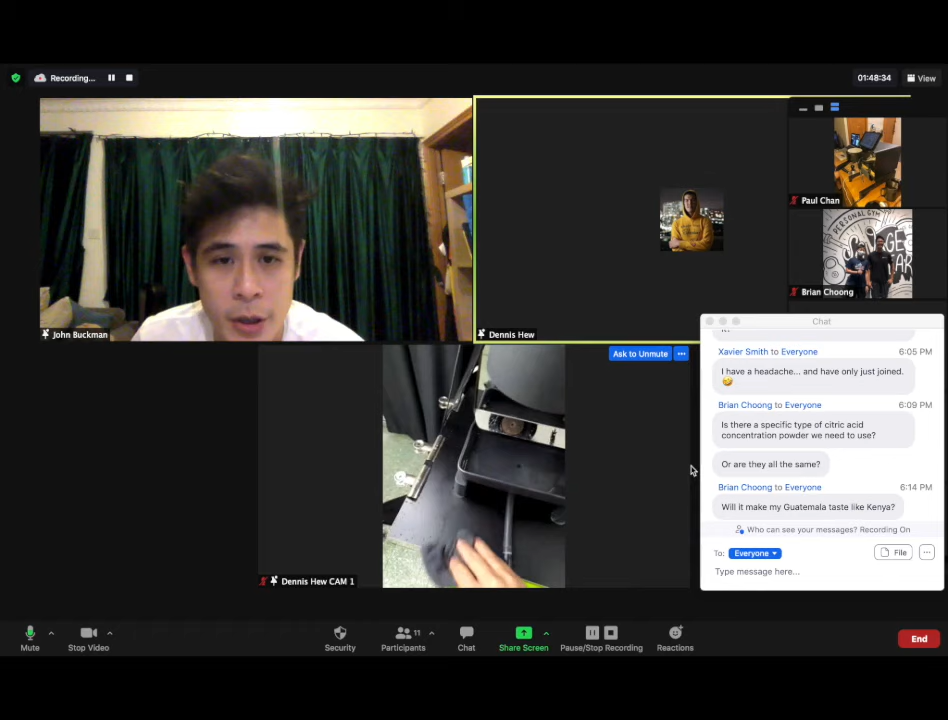 Recording...
01:48:34
View
John Buckman
Dennis Hew
Paul Chan
PERSONAL GYM
Brian Choong
Chat
Xavier Smith to Everyone
6:05 PM
I have a headache... and have only just joined.
🤣
Brian Choong to Everyone
6:09 PM
Is there a specific type of citric acid
concentration powder we need to use?
Or are they all the same?
Brian Choong to Everyone
6:14 PM
Will it make my Guatemala taste like Kenya?
Who can see your messages? Recording On
To:
Everyone
File
Type message here...
Ask to Unmute
Dennis Hew CAM 1
Mute
Stop Video
Security
11
Participants
Chat
Share Screen
Pause/Stop Recording
Reactions
End